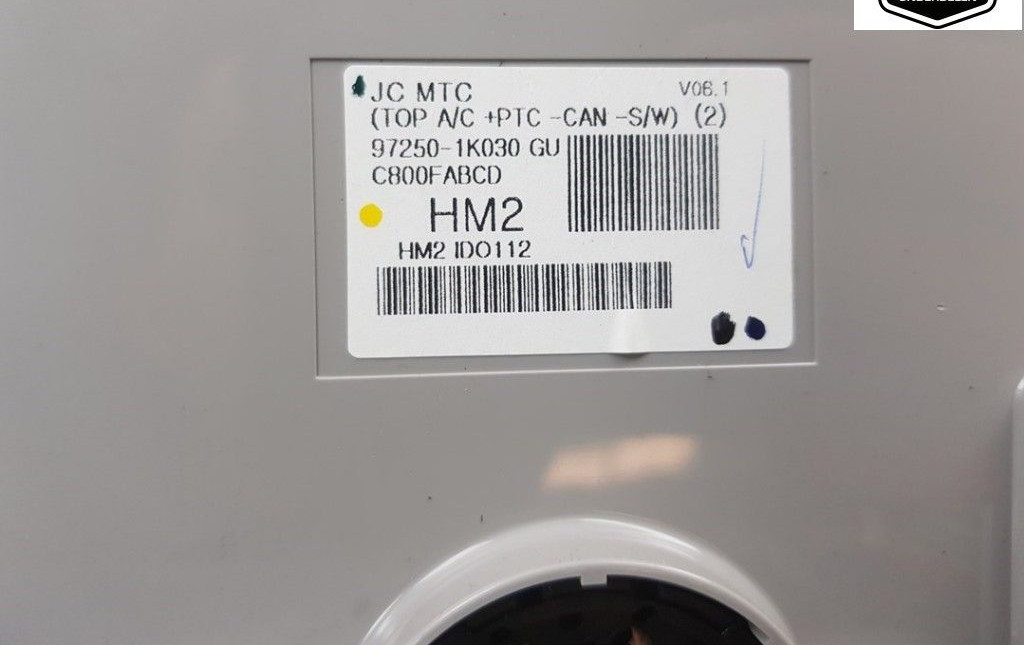 JC MTC V06.1
(TOP A/C +PTC -CAN -S/W) (2)
97250-1K030 GU
C800FABCD
HM2
HM2 ID0112